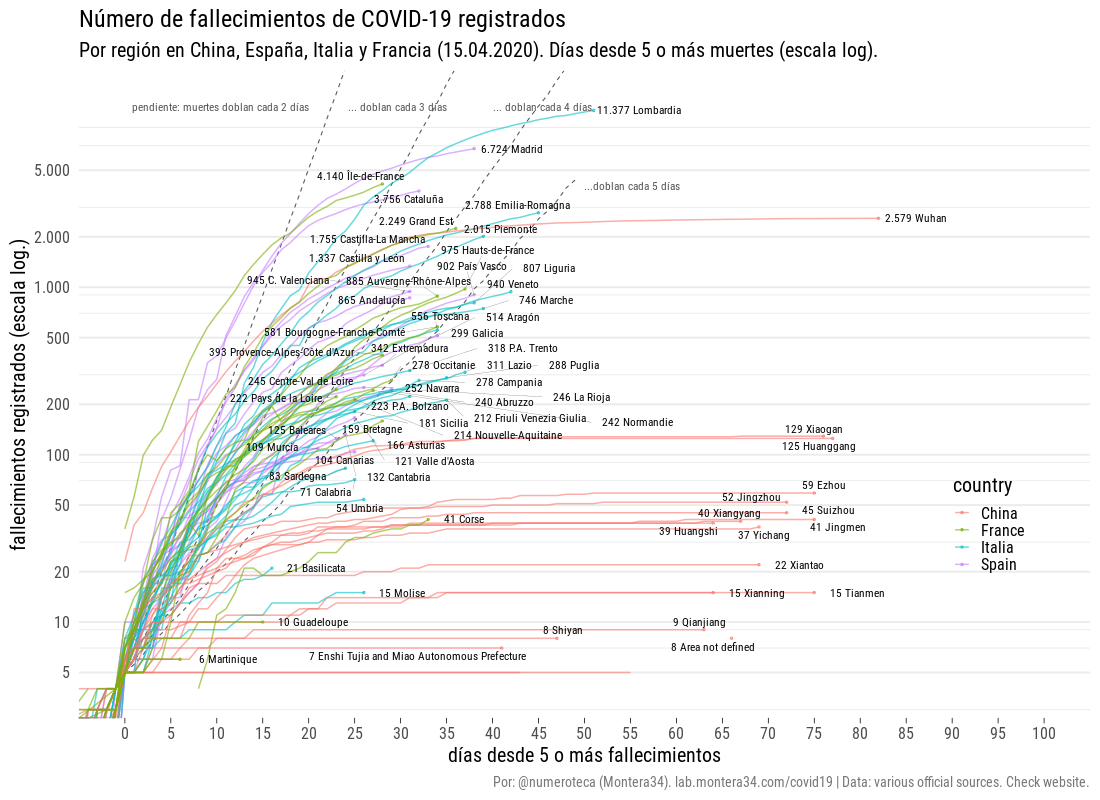 Número de fallecimientos de COVID-19 registrados
Por región en China, España, Italia y Francia (15.04.2020). Días desde 5 o más muertes (escala log).
pendiente: muertes doblan cada 2 días
... doblan cada 3 días
... doblan cada 4 días
11.377 Lombardia
6.724 Madrid
4.140 Île-de-France
...doblan cada 5 días
3.756 Cataluña
2.788 Emilia-Romagna
2.249 Grand Est
2.579 Wuhan
2.015 Piemonte
1.755 Castilla-La Mancha
975 Hauts-de-France
1.337 Castilla y León
902 País Vasco
807 Liguria
945 C. Valenciana
885 Auvergne-Rhône-Alpes
940 Veneto
865 Andalucía
746 Marche
556 Toscana
514 Aragón
581 Bourgogne-Franche-Comté
299 Galicia
393 Provence-Alpes-Côte d'Azur
342 Extremadura
318 P.A. Trento
278 Occitanie
311 Lazio
288 Puglia
245 Centre-Val de Loire
278 Campania
252 Navarra
246 La Rioja
222 Pays de la Loire
240 Abruzzo
223 P.A. Bolzano
212 Friuli Venezia Giulia
242 Normandie
181 Sicilia
125 Baleares
159 Bretagne
214 Nouvelle-Aquitaine
129 Xiaogan
109 Murcia
166 Asturias
125 Huanggang
104 Canarias
121 Valle d'Aosta
83 Sardegna
132 Cantabria
71 Calabria
59 Ezhou
54 Umbria
52 Jingzhou
41 Corse
40 Xiangyang
45 Suizhou
39 Huangshi
37 Yichang
41 Jingmen
21 Basilicata
22 Xiantao
15 Molise
15 Xianning
15 Tianmen
10 Guadeloupe
8 Shiyan
9 Qianjiang
6 Martinique
7 Enshi Tujia and Miao Autonomous Prefecture
8 Area not defined
country
China
France
Italia
Spain
fallecimientos registrados (escala log)
5.000
2.000
1.000
500
200
100
50
20
10
5
0 5 10 15 20 25 30 35 40 45 50 55 60 65 70 75 80 85 90 95 100
días desde 5 o más fallecimientos
Por: @numeroteca (Montera34). lab.montera34.com/covid19 | Data: various official sources. Check website.